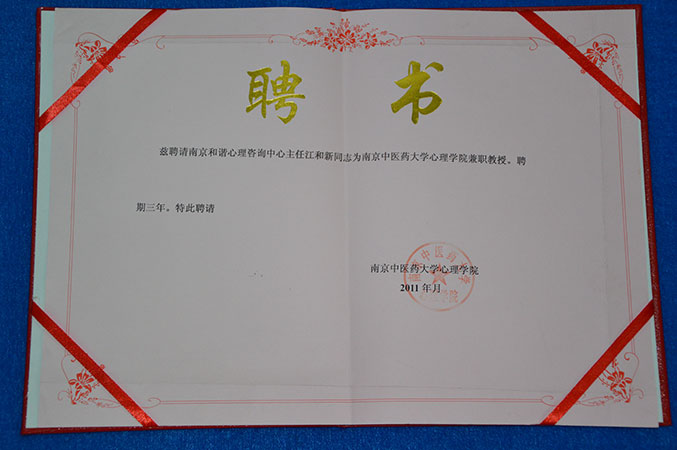 聘 书
兹聘请南京和谐心理咨询中心主任江和新同志为南京中医药大学心理学院兼职教授。聘
期三年。特此聘请
南京中医药大学心理学院
2011 年月